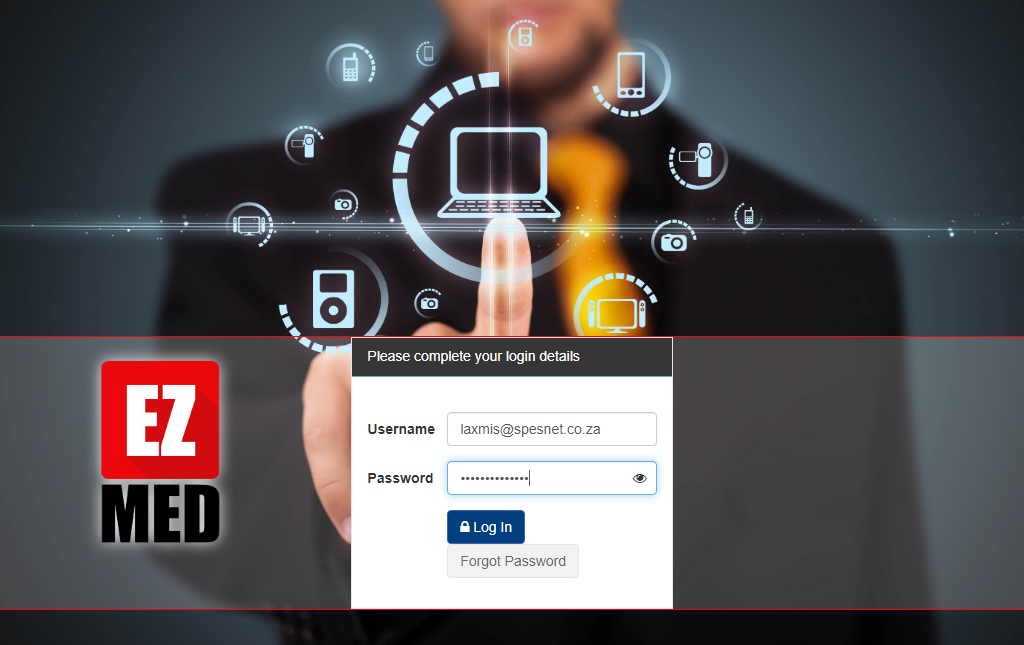 Please complete your login details
EZ
MED
Username laxmis@spesnet.co.za
Password ••••••••••••••
Log In
Forgot Password